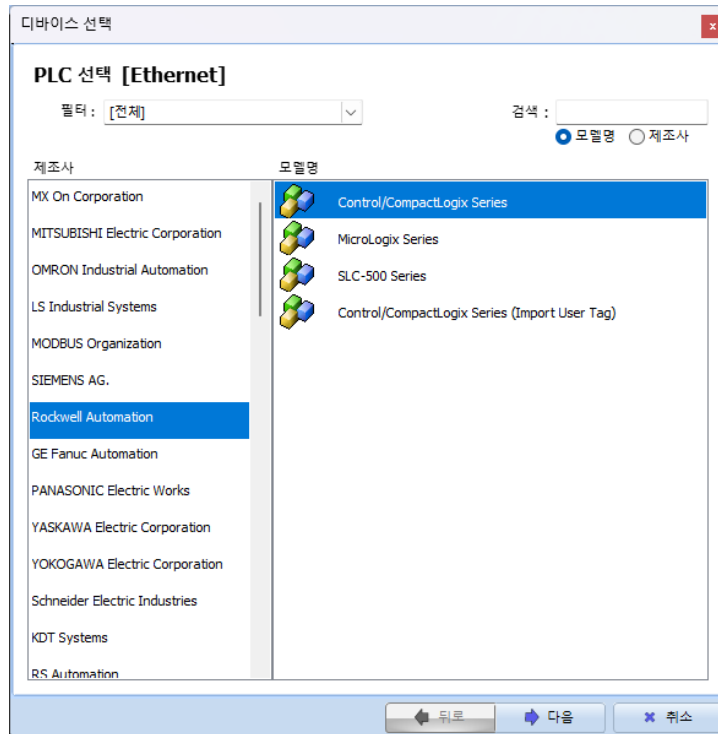 디바이스 선택
PLC 선택 [Ethernet]
필터 : [전체] 검색 :
모델명 제조사
제조사 모델명
MX On Corporation
MITSUBISHI Electric Corporation
OMRON Industrial Automation
LS Industrial Systems
MODBUS Organization
SIEMENS AG.
Rockwell Automation
GE Fanuc Automation
PANASONIC Electric Works
YASKAWA Electric Corporation
YOKOGAWA Electric Corporation
Schneider Electric Industries
KDT Systems
RS Automation
Control/CompactLogix Series
MicroLogix Series
SLC-500 Series
Control/CompactLogix Series (Import User Tag)
뒤로 다음 취소